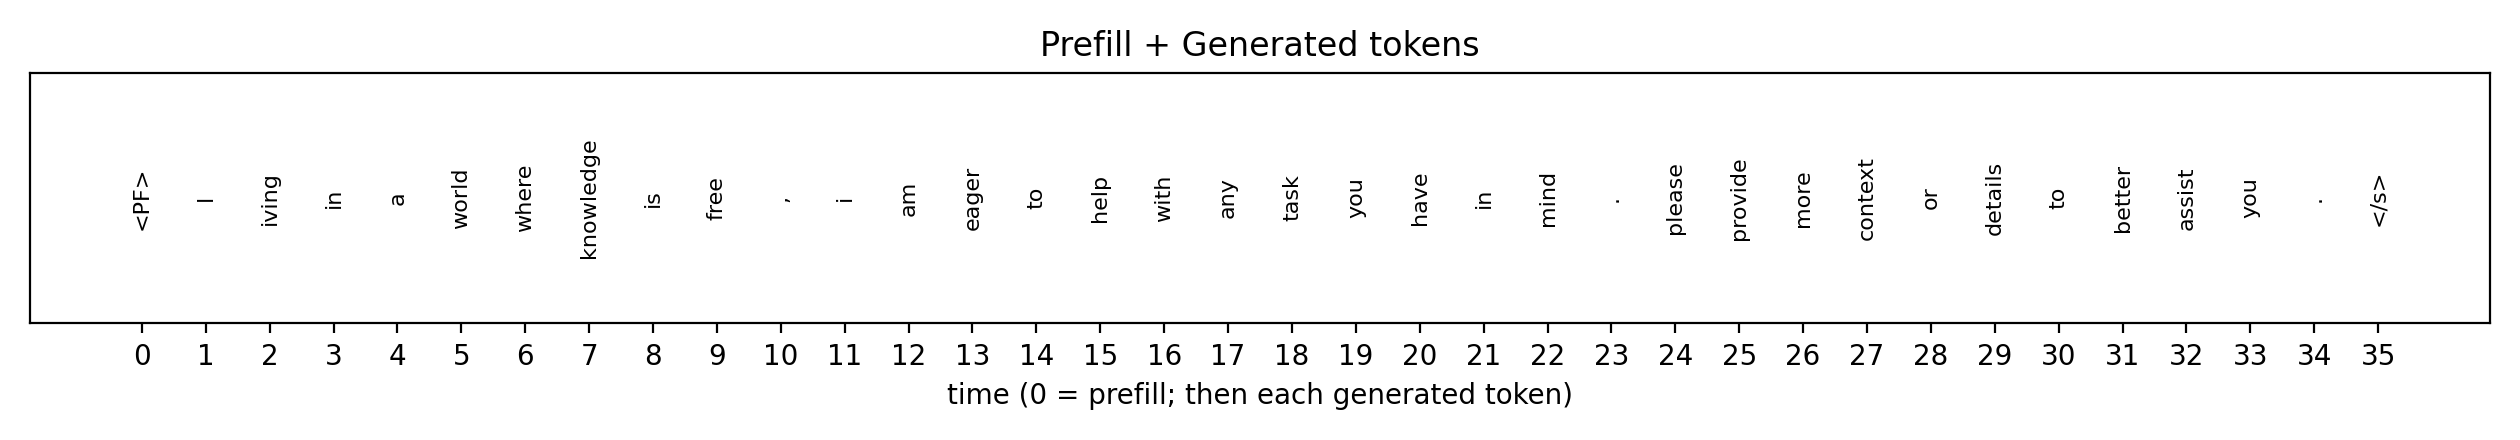 Prefill + Generated tokens
<PF> l iving in a world where knowledge is free , i am eager to help with any task you have in mind . please provide more context or details to better assist you . </s>
0 1 2 3 4 5 6 7 8 9 10 11 12 13 14 15 16 17 18 19 20 21 22 23 24 25 26 27 28 29 30 31 32 33 34 35
time (0 = prefill; then each generated token)